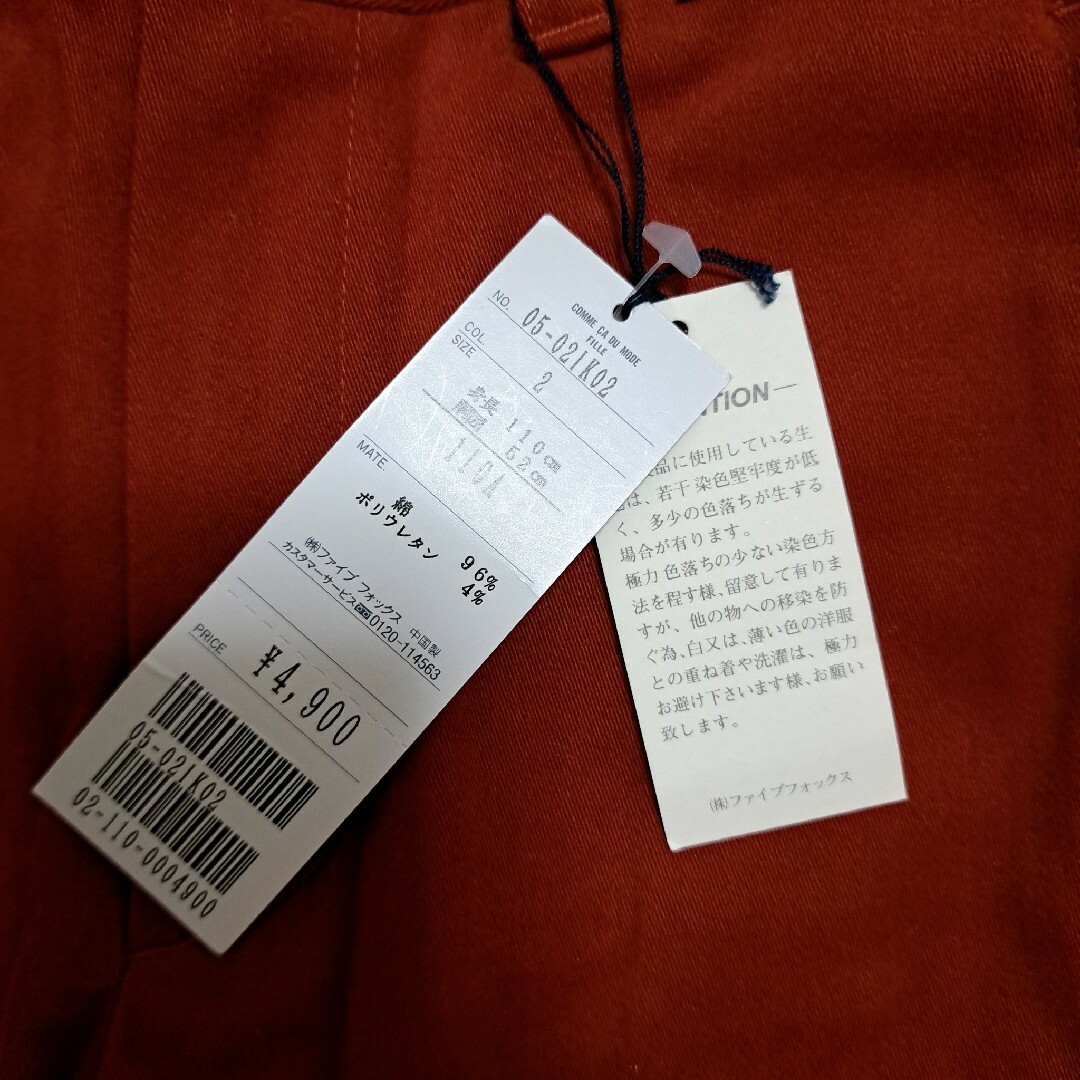 COMME CA DU MODE
FILLE
NO. 05-02IK02
COL. 2
SIZE
身長 110cm
胴囲 52cm
110A
MATE
綿 96%
ポリウレタン 4%
(株)ファイブ フォックス 中国製
カスタマーサービス 0120-114563
PRICE
¥4,900
05-02IK02
02-110-0004900
NTION
品に使用している生
は、若干染色堅牢度が低
く、多少の色落ちが生ずる
場合が有ります。
極力色落ちの少ない染色方
法を程す様、留意して有りま
すが、他の物への移染を防
ぐ為、白又は、薄い色の洋服
との重ね着や洗濯は、極力
お避け下さいます様、お願い
致します。
(株)ファイブフォックス